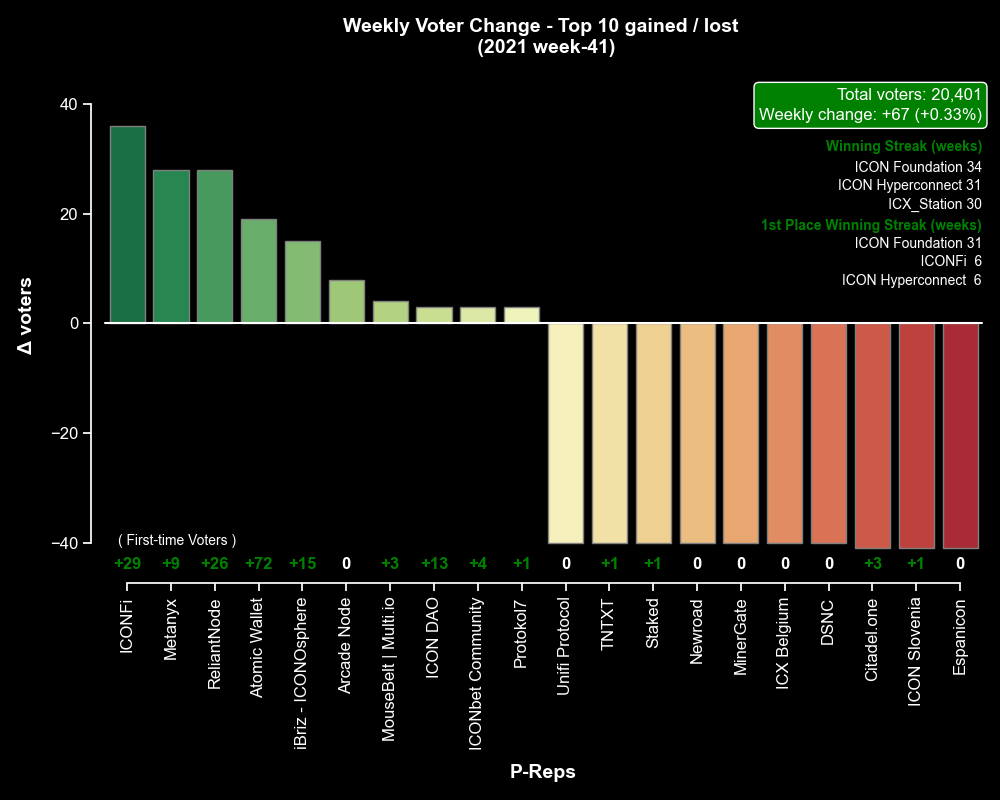 Weekly Voter Change - Top 10 gained / lost
(2021 week-41)
Total voters: 20,401
Weekly change: +67 (+0.33%)
Winning Streak (weeks)
ICON Foundation 34
ICON Hyperconnect 31
ICX_Station 30
1st Place Winning Streak (weeks)
ICON Foundation 31
ICONFi 6
ICON Hyperconnect 6
40
20
0
−20
−40
Δ voters
( First-time Voters )
+29 +9 +26 +72 +15 0 +3 +13 +4 +1 0 +1 +1 0 0 0 0 +3 +1 0
ICONFi
Metanyx
ReliantNode
Atomic Wallet
iBriz - ICONOsphere
Arcade Node
MouseBelt | Multi.io
ICON DAO
ICONbet Community
Protokol7
Unifi Protocol
TNTXT
Staked
Newroad
MinerGate
ICX Belgium
DSNC
Citadel.one
ICON Slovenia
Espanicon
P-Reps